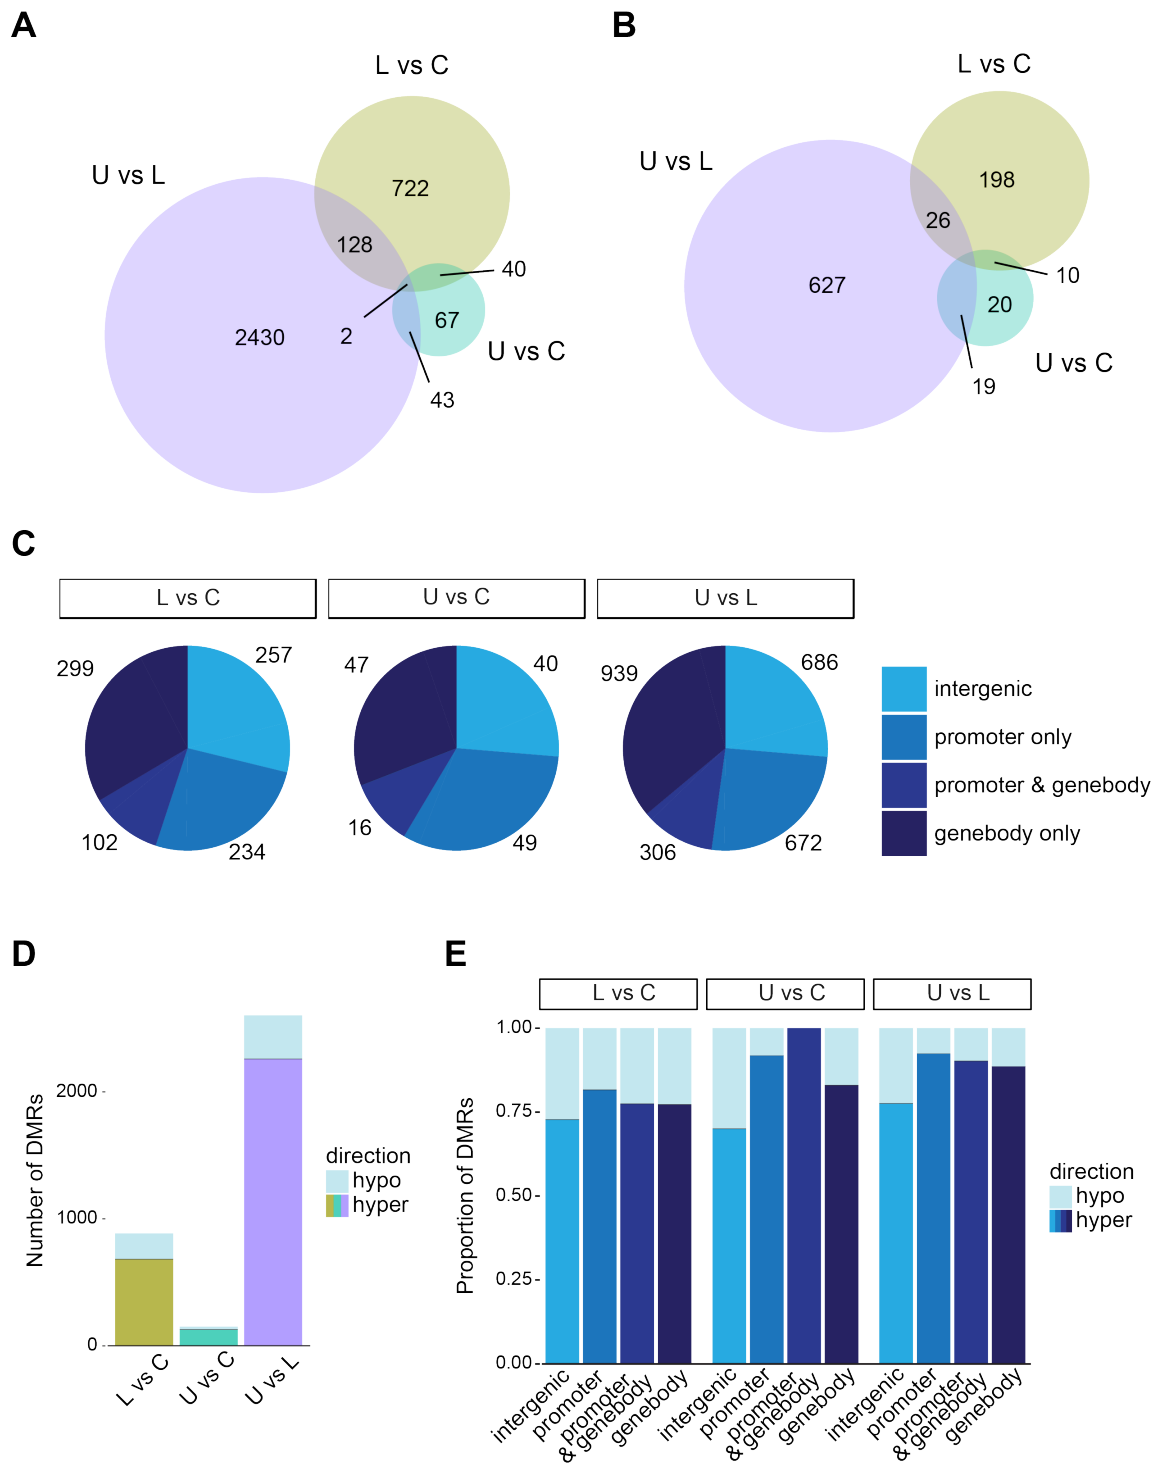 A
B
L vs C
L vs C
U vs L
U vs L
722
198
128
26
40
10
2430
2
67
627
20
U vs C
U vs C
43
19
C
L vs C
U vs C
U vs L
299
257
47
40
939
686
102
234
16
49
306
672
intergenic
promoter only
promoter & genebody
genebody only
D
E
Number of DMRs
2000
1000
0
L vs C
U vs C
U vs L
direction
hypo
hyper
L vs C
U vs C
U vs L
Proportion of DMRs
1.00
0.75
0.50
0.25
0.00
intergenic
promoter
promoter
& genebody
genebody
intergenic
promoter
promoter
& genebody
genebody
intergenic
promoter
promoter
& genebody
genebody
direction
hypo
hyper